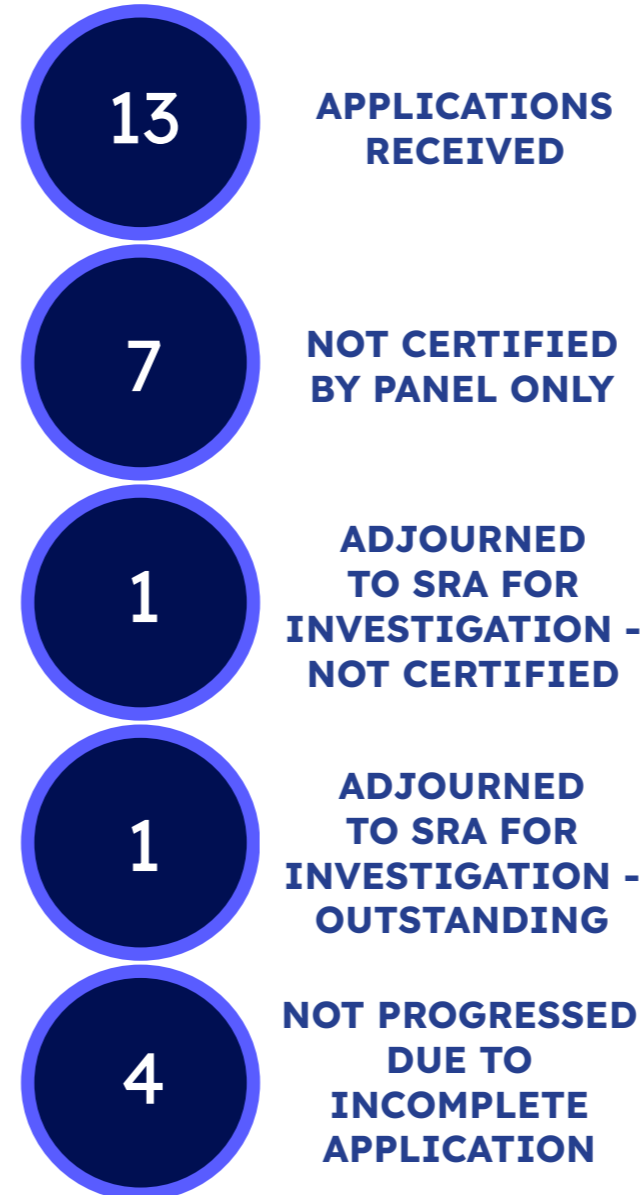 13
APPLICATIONS
RECEIVED
7
NOT CERTIFIED
BY PANEL ONLY
1
ADJOURNED
TO SRA FOR
INVESTIGATION -
NOT CERTIFIED
1
ADJOURNED
TO SRA FOR
INVESTIGATION -
OUTSTANDING
4
NOT PROGRESSED
DUE TO
INCOMPLETE
APPLICATION